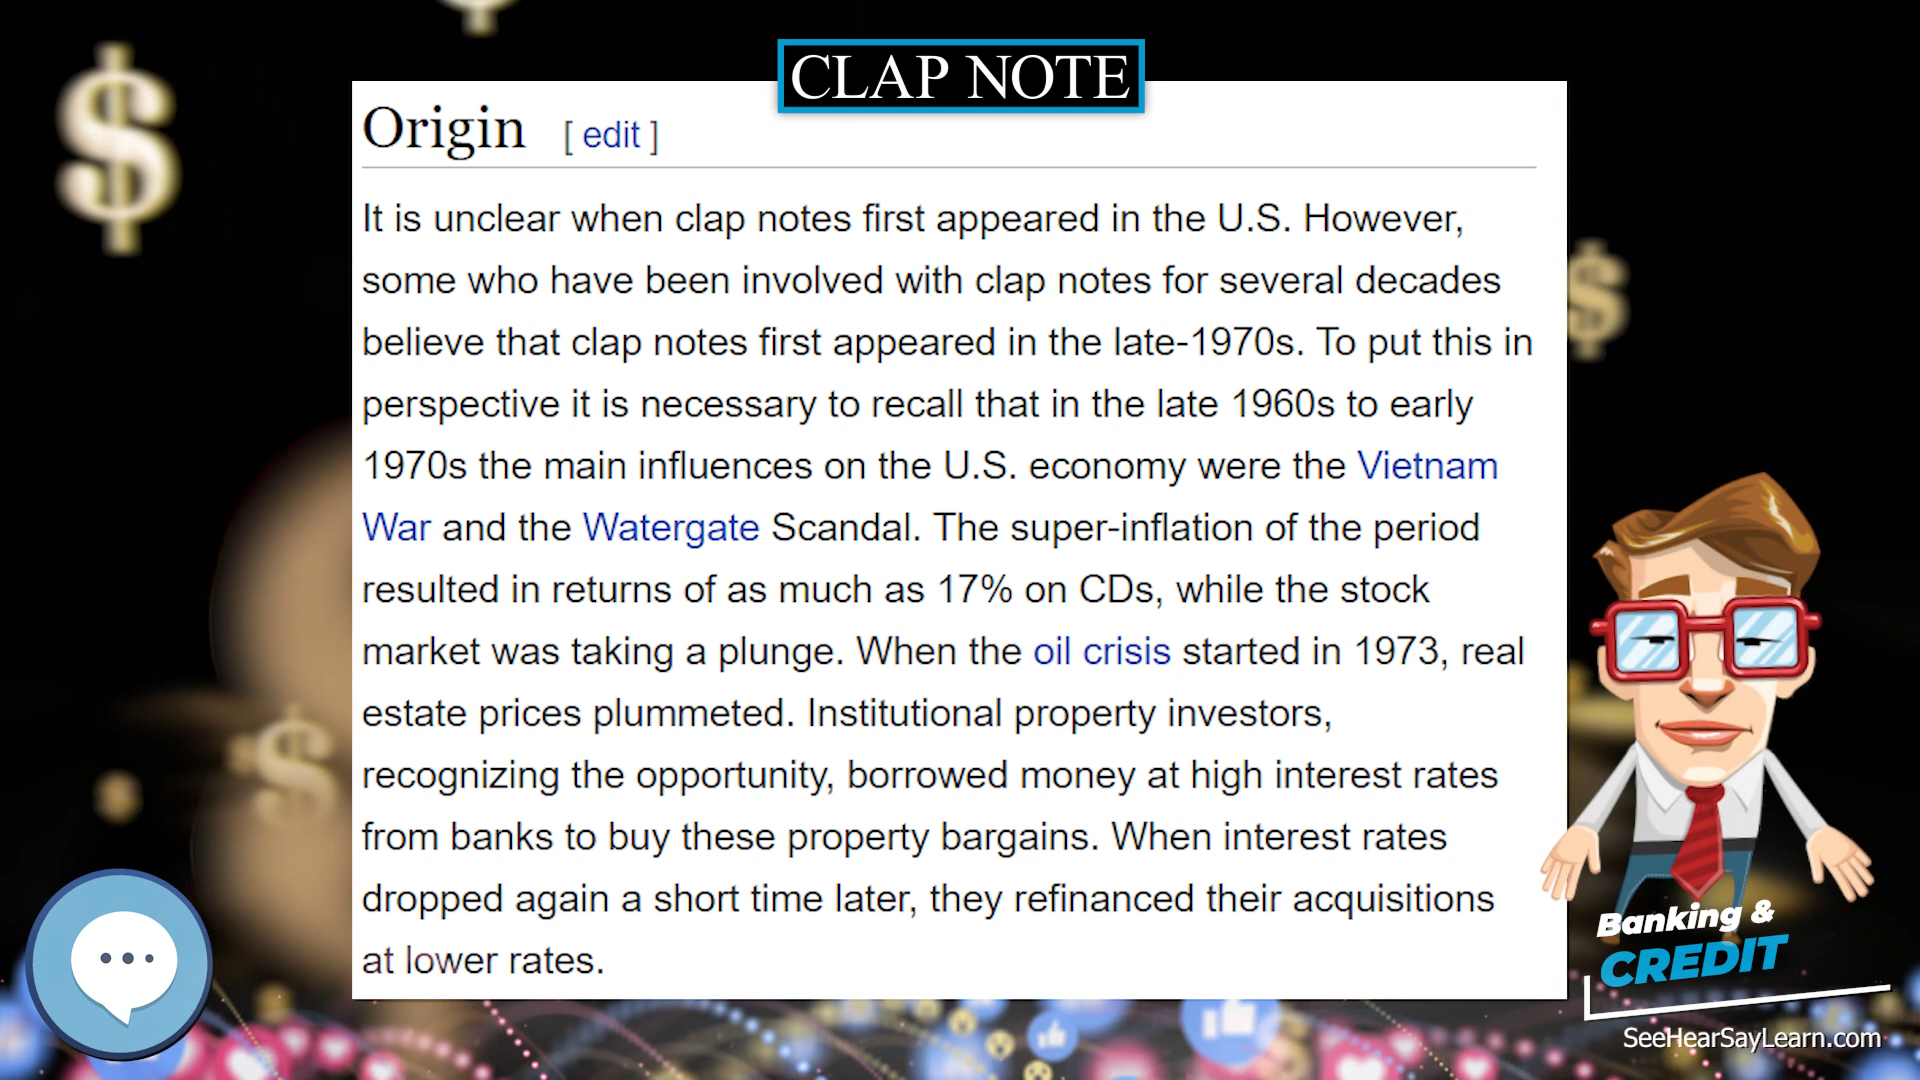 CLAP NOTE
Origin [ edit ]
It is unclear when clap notes first appeared in the U.S. However,
some who have been involved with clap notes for several decades
believe that clap notes first appeared in the late-1970s. To put this in
perspective it is necessary to recall that in the late 1960s to early
1970s the main influences on the U.S. economy were the Vietnam
War and the Watergate Scandal. The super-inflation of the period
resulted in returns of as much as 17% on CDs, while the stock
market was taking a plunge. When the oil crisis started in 1973, real
estate prices plummeted. Institutional property investors,
recognizing the opportunity, borrowed money at high interest rates
from banks to buy these property bargains. When interest rates
dropped again a short time later, they refinanced their acquisitions
at lower rates.
Banking &
CREDIT
SeeHearSayLearn.com